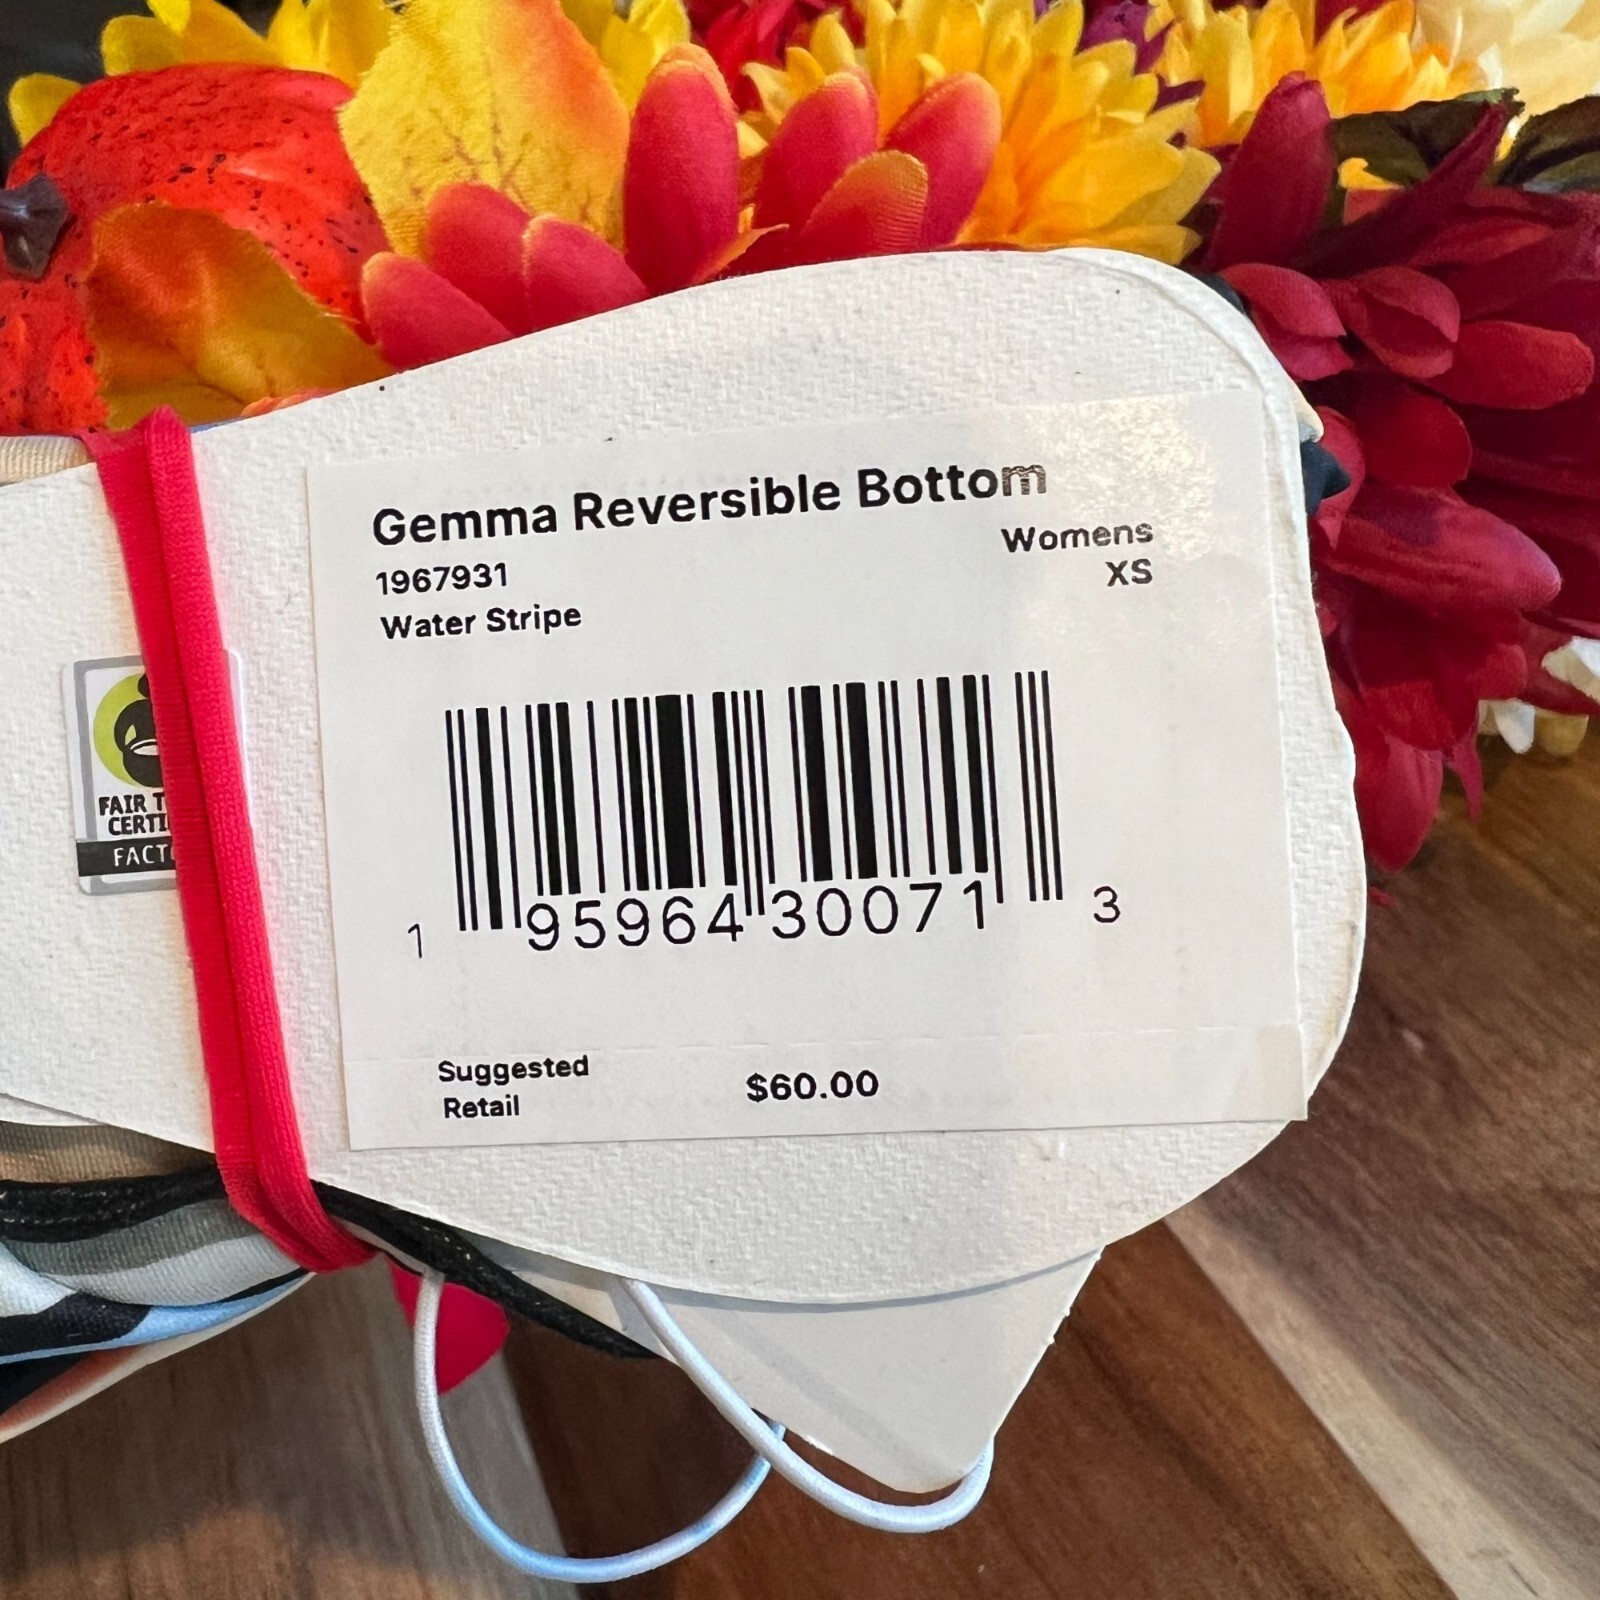 Gemma Reversible Bottom
Womens
1967931
XS
Water Stripe
FAIR T
CERTI
FACT
1 95964 30071 3
Suggested
Retail
$60.00